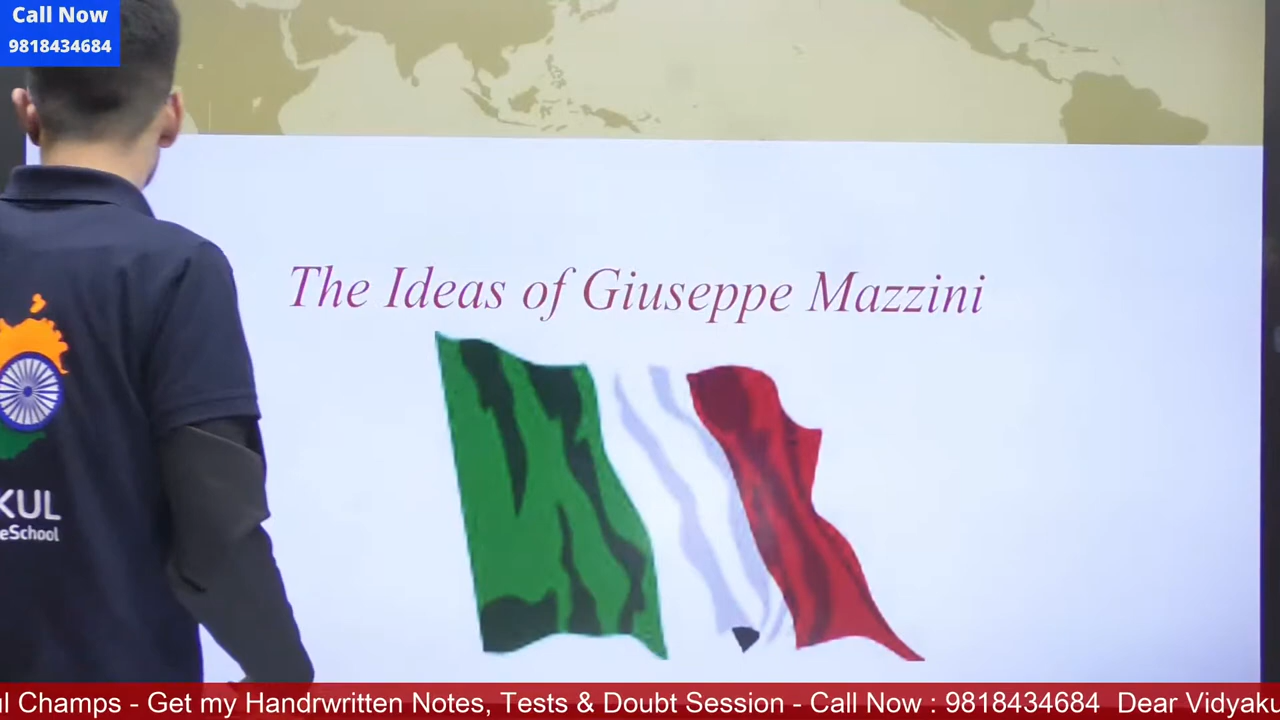 Call Now
9818434684
The Ideas of Giuseppe Mazzini
KUL
eSchool
ul Champs - Get my Handrwritten Notes, Tests & Doubt Session - Call Now : 9818434684 Dear Vidyaku